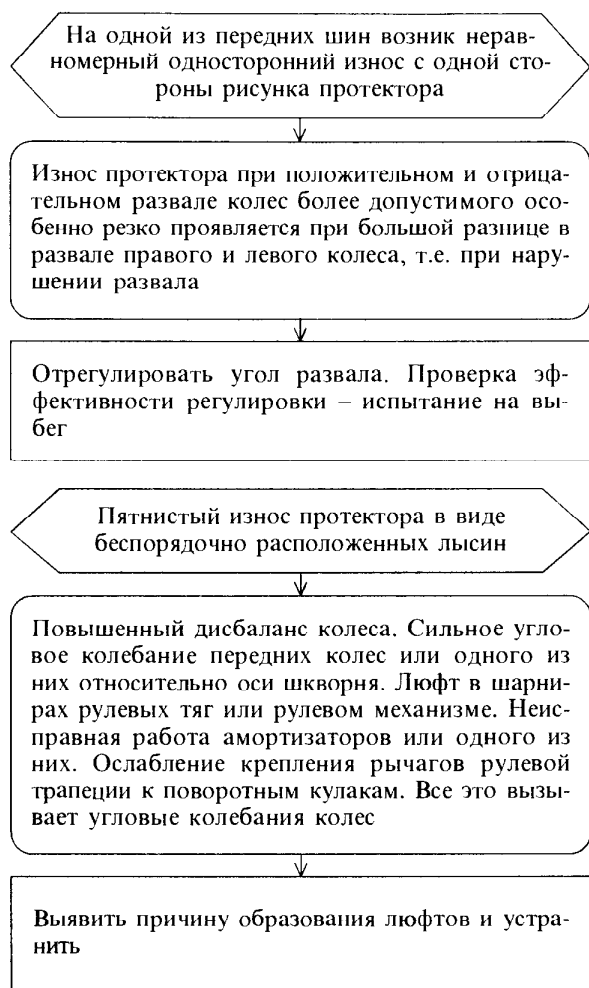 На одной из передних шин возник нерав-
номерный односторонний износ с одной сто-
роны рисунка протектора
Износ протектора при положительном и отрица-
тельном развале колес более допустимого осо-
бенно резко проявляется при большой разнице в
развале правого и левого колеса, т.е. при нару-
шении развала
Отрегулировать угол развала. Проверка эф-
фективности регулировки – испытание на вы-
бег
Пятнистый износ протектора в виде
беспорядочно расположенных лысин
Повышенный дисбаланс колеса. Сильное угло-
вое колебание передних колес или одного из
них относительно оси шкворня. Люфт в шарни-
рах рулевых тяг или рулевом механизме. Неис-
правная работа амортизаторов или одного из
них. Ослабление крепления рычагов рулевой
трапеции к поворотным кулакам. Все это вызы-
вает угловые колебания колес
Выявить причину образования люфтов и устра-
нить